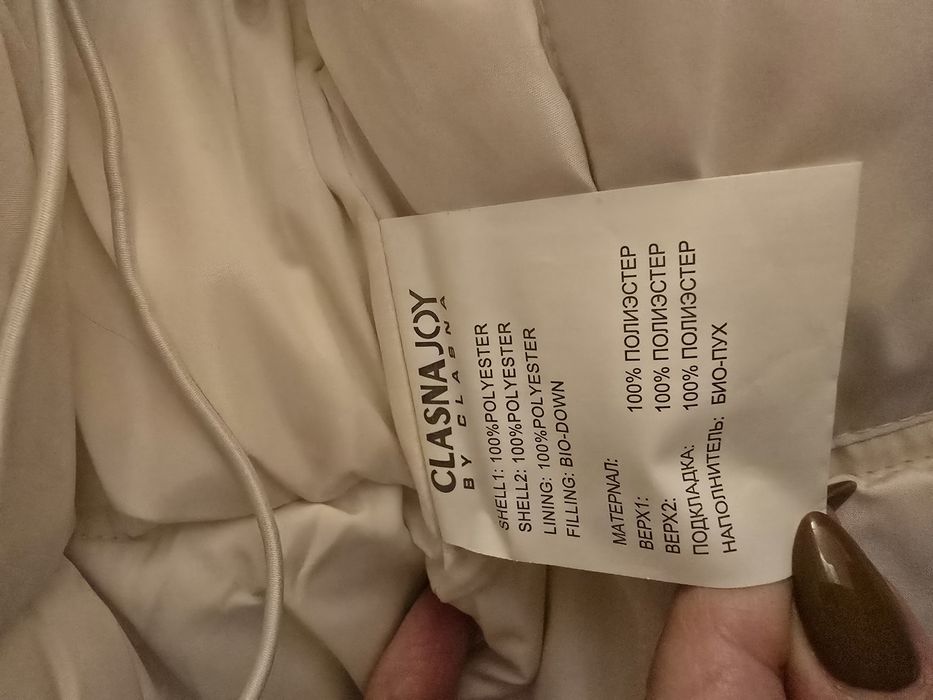 CLASNAJOY
BY CLASNA
SHELL1: 100%POLYESTER
SHELL2: 100%POLYESTER
LINING: 100%POLYESTER
FILLING: BIO-DOWN
МАТЕРNАЛ:
ВЕРХ1: 100% ПОЛИЭСТЕР
ВЕРХ2: 100% ПОЛИЭСТЕР
ПОДКЛАДКА: 100% ПОЛИЭСТЕР
НАПОЛНИТЕЛЬ: БИО-ПУХ